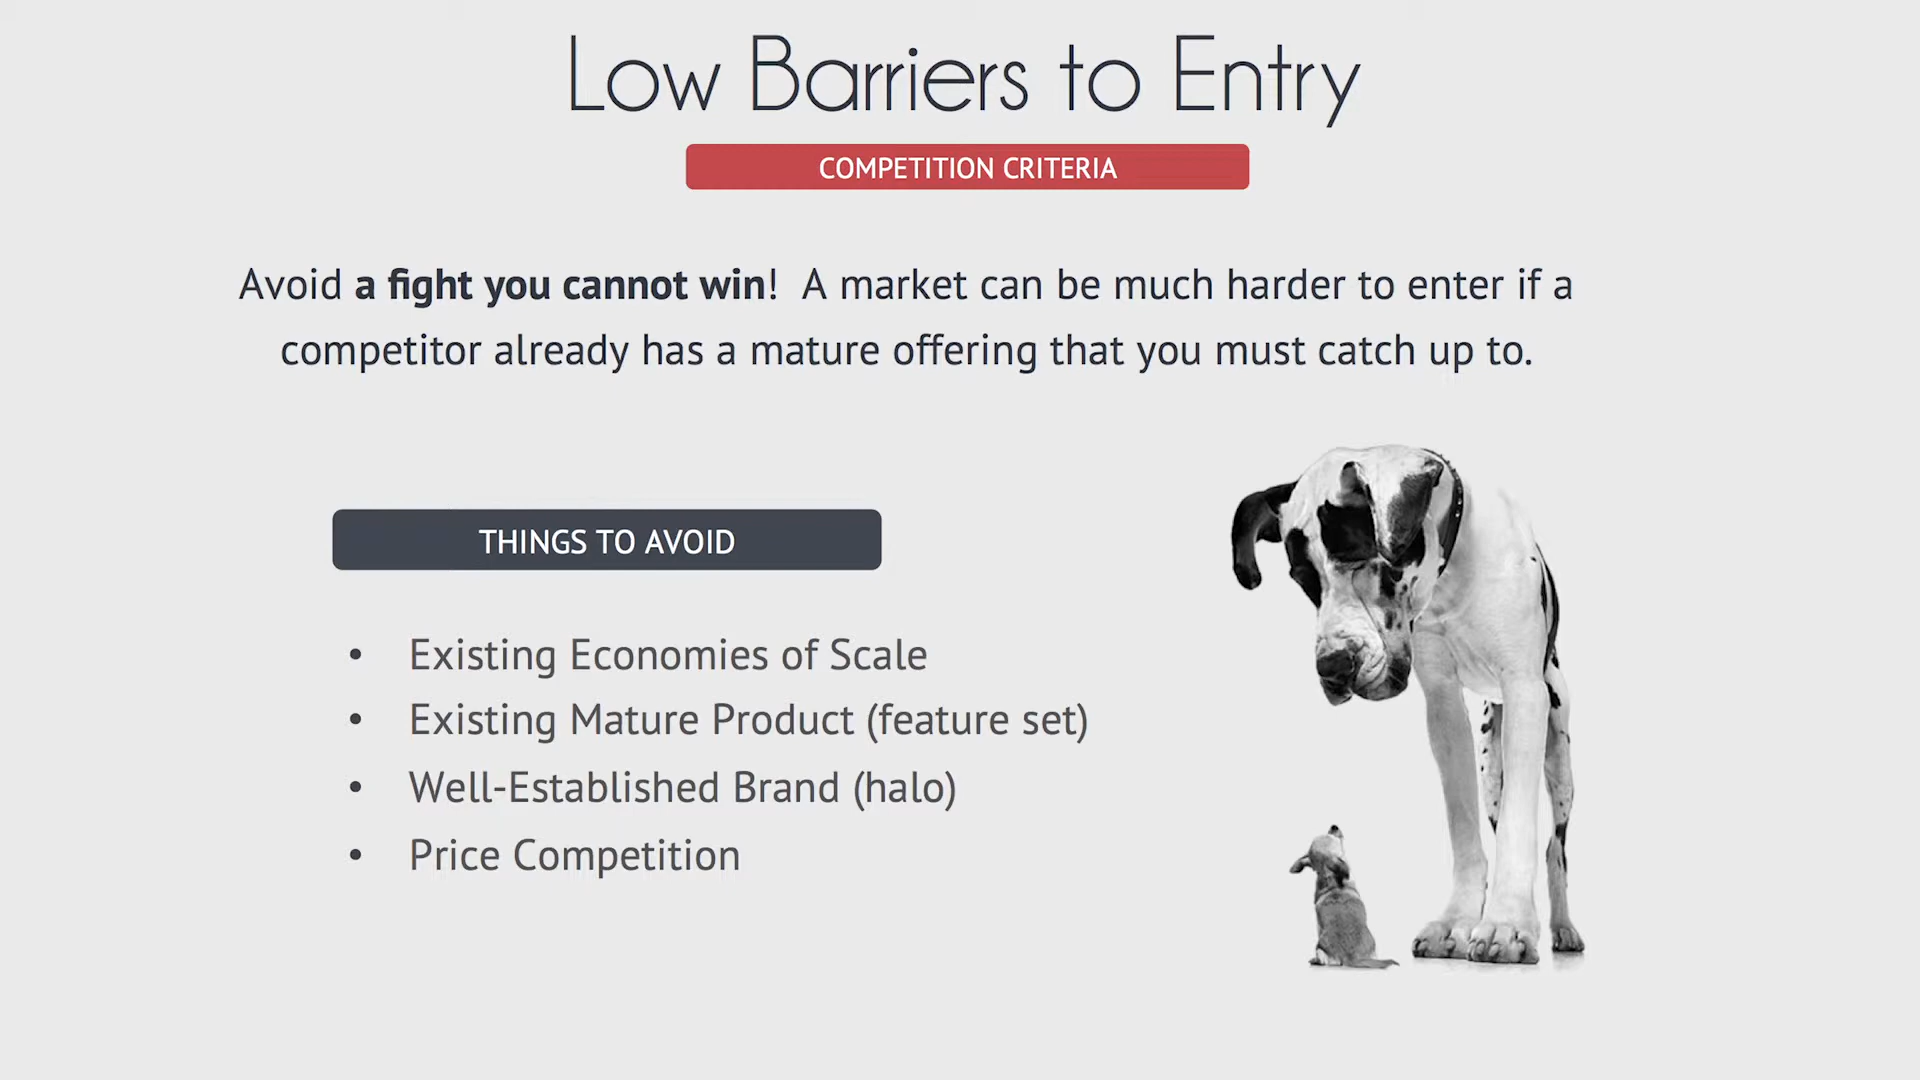 Low Barriers to Entry
COMPETITION CRITERIA
Avoid a fight you cannot win!  A market can be much harder to enter if a
competitor already has a mature offering that you must catch up to.
THINGS TO AVOID
• Existing Economies of Scale
• Existing Mature Product (feature set)
• Well-Established Brand (halo)
• Price Competition